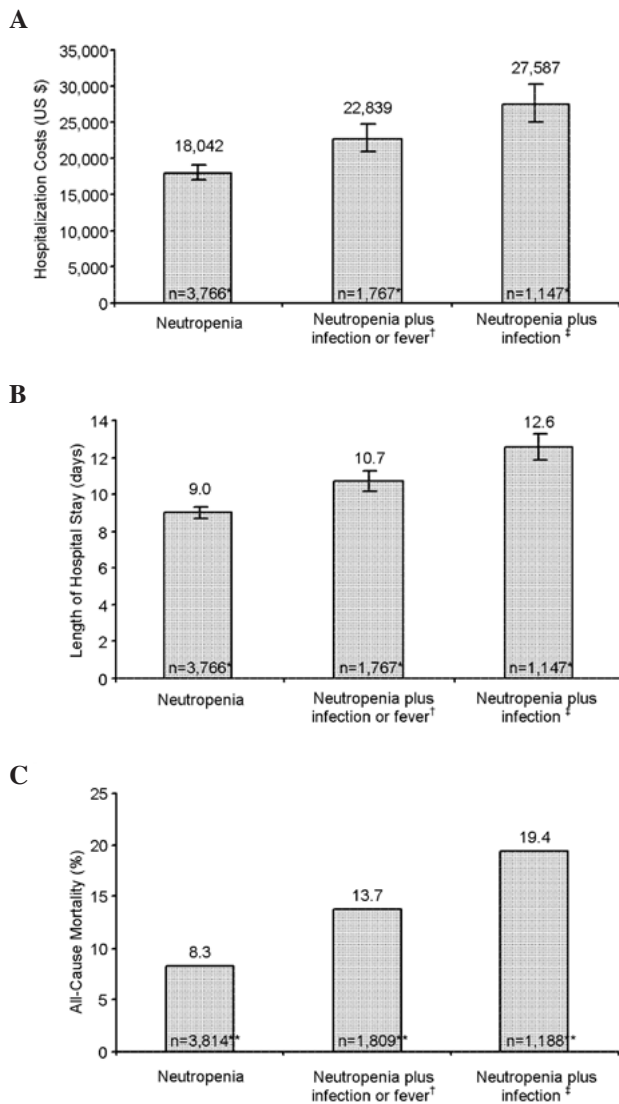 A
Hospitalization Costs (US $)
35,000
30,000
25,000
20,000
15,000
10,000
5,000
0
18,042
22,839
27,587
n=3,766*
n=1,767*
n=1,147*
Neutropenia
Neutropenia plus
infection or fever†
Neutropenia plus
infection ‡
B
Length of Hospital Stay (days)
14
12
10
8
6
4
2
0
9.0
10.7
12.6
n=3,766*
n=1,767*
n=1,147*
Neutropenia
Neutropenia plus
infection or fever†
Neutropenia plus
infection ‡
C
All-Cause Mortality (%)
25
20
15
10
5
0
8.3
13.7
19.4
n=3,814**
n=1,809**
n=1,188**
Neutropenia
Neutropenia plus
infection or fever†
Neutropenia plus
infection ‡